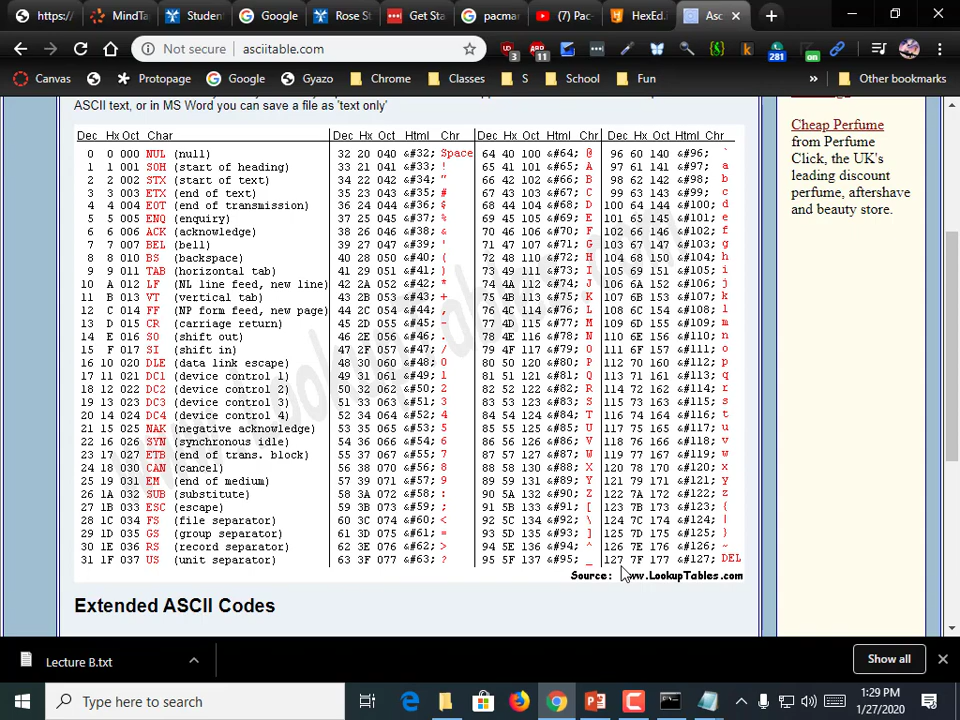 https://
MindTa
Student
Google
Rose St
Get Sta
pacman
(7) Pac-
HexEd.
Asc
Not secure
asciitable.com
3
11
281
on
Canvas
Protopage
Google
Gyazo
Chrome
Classes
S
School
Fun
»
Other bookmarks
ASCII text, or in MS Word you can save a file as 'text only'
Dec Hx Oct Char Dec Hx Oct Html Chr Dec Hx Oct Html Chr Dec Hx Oct Html Chr
0 0 000 NUL (null) 32 20 040 &#32; Space 64 40 100 &#64; @ 96 60 140 &#96; `
1 1 001 SOH (start of heading) 33 21 041 &#33; ! 65 41 101 &#65; A 97 61 141 &#97; a
2 2 002 STX (start of text) 34 22 042 &#34; " 66 42 102 &#66; B 98 62 142 &#98; b
3 3 003 ETX (end of text) 35 23 043 &#35; # 67 43 103 &#67; C 99 63 143 &#99; c
4 4 004 EOT (end of transmission) 36 24 044 &#36; $ 68 44 104 &#68; D 100 64 144 &#100; d
5 5 005 ENQ (enquiry) 37 25 045 &#37; % 69 45 105 &#69; E 101 65 145 &#101; e
6 6 006 ACK (acknowledge) 38 26 046 &#38; & 70 46 106 &#70; F 102 66 146 &#102; f
7 7 007 BEL (bell) 39 27 047 &#39; ' 71 47 107 &#71; G 103 67 147 &#103; g
8 8 010 BS (backspace) 40 28 050 &#40; ( 72 48 110 &#72; H 104 68 150 &#104; h
9 9 011 TAB (horizontal tab) 41 29 051 &#41; ) 73 49 111 &#73; I 105 69 151 &#105; i
10 A 012 LF (NL line feed, new line) 42 2A 052 &#42; * 74 4A 112 &#74; J 106 6A 152 &#106; j
11 B 013 VT (vertical tab) 43 2B 053 &#43; + 75 4B 113 &#75; K 107 6B 153 &#107; k
12 C 014 FF (NP form feed, new page) 44 2C 054 &#44; , 76 4C 114 &#76; L 108 6C 154 &#108; l
13 D 015 CR (carriage return) 45 2D 055 &#45; - 77 4D 115 &#77; M 109 6D 155 &#109; m
14 E 016 SO (shift out) 46 2E 056 &#46; . 78 4E 116 &#78; N 110 6E 156 &#110; n
15 F 017 SI (shift in) 47 2F 057 &#47; / 79 4F 117 &#79; O 111 6F 157 &#111; o
16 10 020 DLE (data link escape) 48 30 060 &#48; 0 80 50 120 &#80; P 112 70 160 &#112; p
17 11 021 DC1 (device control 1) 49 31 061 &#49; 1 81 51 121 &#81; Q 113 71 161 &#113; q
18 12 022 DC2 (device control 2) 50 32 062 &#50; 2 82 52 122 &#82; R 114 72 162 &#114; r
19 13 023 DC3 (device control 3) 51 33 063 &#51; 3 83 53 123 &#83; S 115 73 163 &#115; s
20 14 024 DC4 (device control 4) 52 34 064 &#52; 4 84 54 124 &#84; T 116 74 164 &#116; t
21 15 025 NAK (negative acknowledge) 53 35 065 &#53; 5 85 55 125 &#85; U 117 75 165 &#117; u
22 16 026 SYN (synchronous idle) 54 36 066 &#54; 6 86 56 126 &#86; V 118 76 166 &#118; v
23 17 027 ETB (end of trans. block) 55 37 067 &#55; 7 87 57 127 &#87; W 119 77 167 &#119; w
24 18 030 CAN (cancel) 56 38 070 &#56; 8 88 58 130 &#88; X 120 78 170 &#120; x
25 19 031 EM (end of medium) 57 39 071 &#57; 9 89 59 131 &#89; Y 121 79 171 &#121; y
26 1A 032 SUB (substitute) 58 3A 072 &#58; : 90 5A 132 &#90; Z 122 7A 172 &#122; z
27 1B 033 ESC (escape) 59 3B 073 &#59; ; 91 5B 133 &#91; [ 123 7B 173 &#123; {
28 1C 034 FS (file separator) 60 3C 074 &#60; < 92 5C 134 &#92; \ 124 7C 174 &#124; |
29 1D 035 GS (group separator) 61 3D 075 &#61; = 93 5D 135 &#93; ] 125 7D 175 &#125; }
30 1E 036 RS (record separator) 62 3E 076 &#62; > 94 5E 136 &#94; ^ 126 7E 176 &#126; ~
31 1F 037 US (unit separator) 63 3F 077 &#63; ? 95 5F 137 &#95; _ 127 7F 177 &#127; DEL
Source: www.LookupTables.com
Extended ASCII Codes
Cheap Perfume
from Perfume
Click, the UK's
leading discount
perfume, aftershave
and beauty store.
Lecture B.txt
Show all
Type here to search
1:29 PM
1/27/2020